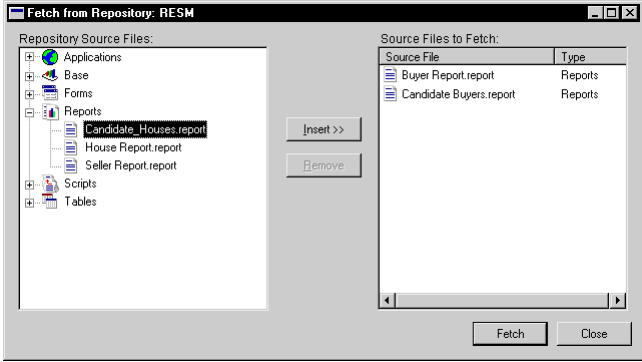 Fetch from Repository: RESM
Repository Source Files:
Applications
Base
Forms
Reports
Candidate_Houses.report
House Report.report
Seller Report.report
Scripts
Tables
Insert >>
Remove
Source Files to Fetch:
Source File Type
Buyer Report.report Reports
Candidate Buyers.report Reports
Fetch Close